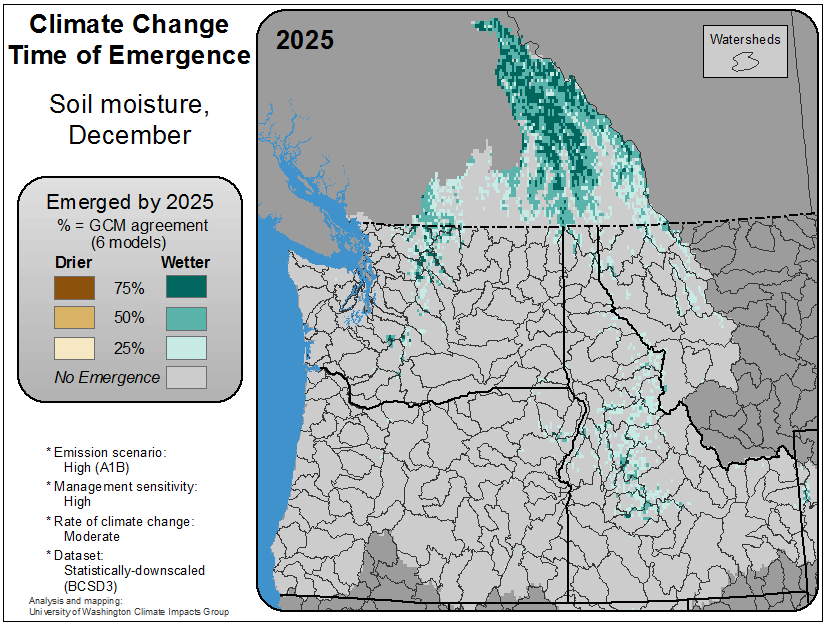 Climate Change
Time of Emergence
Soil moisture,
December
Emerged by 2025
% = GCM agreement
(6 models)
Drier Wetter
75%
50%
25%
No Emergence
* Emission scenario:
High (A1B)
* Management sensitivity:
High
* Rate of climate change:
Moderate
* Dataset:
Statistically-downscaled
(BCSD3)
Analysis and mapping:
University of Washington Climate Impacts Group
2025
Watersheds